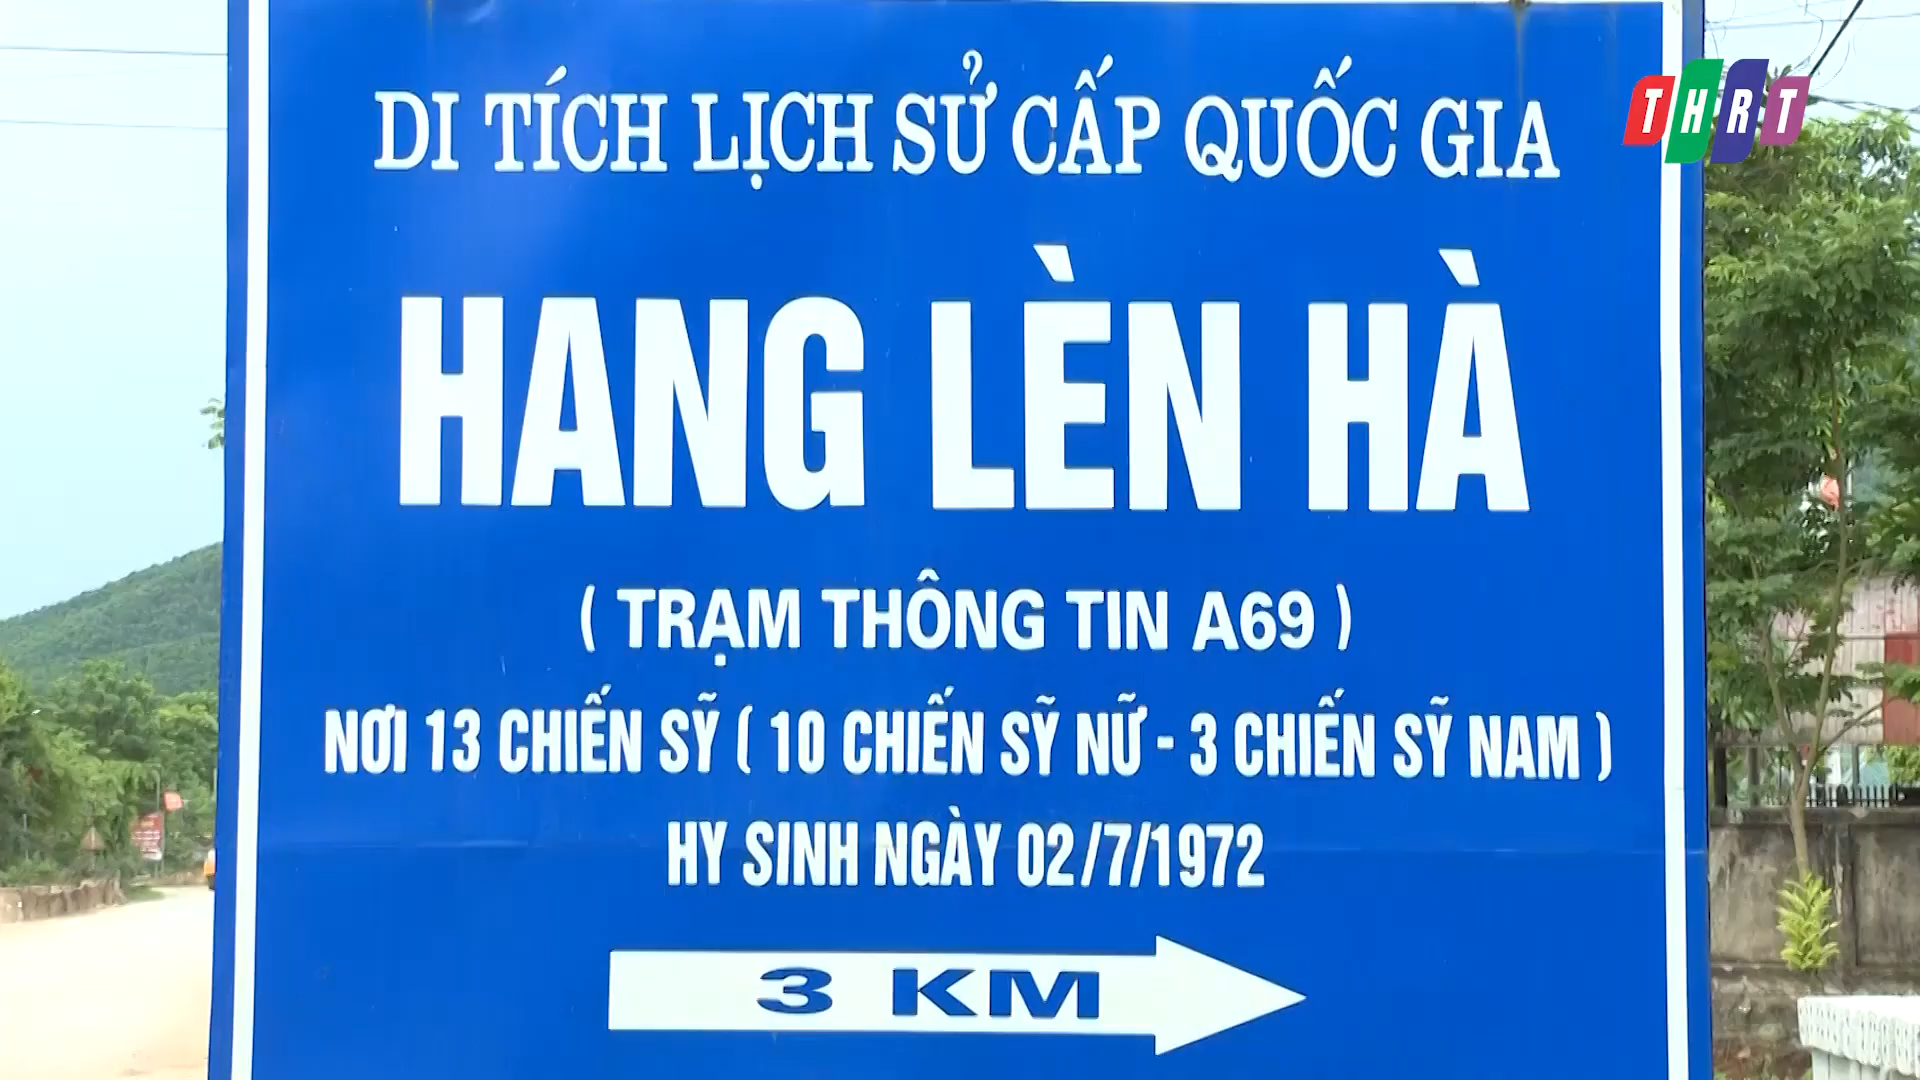 DI TÍCH LỊCH SỬ CẤP QUỐC GIA
THRT
HANG LÈN HÀ
( TRẠM THÔNG TIN A69 )
NƠI 13 CHIẾN SỸ ( 10 CHIẾN SỸ NỮ - 3 CHIẾN SỸ NAM )
HY SINH NGÀY 02/7/1972
3 KM